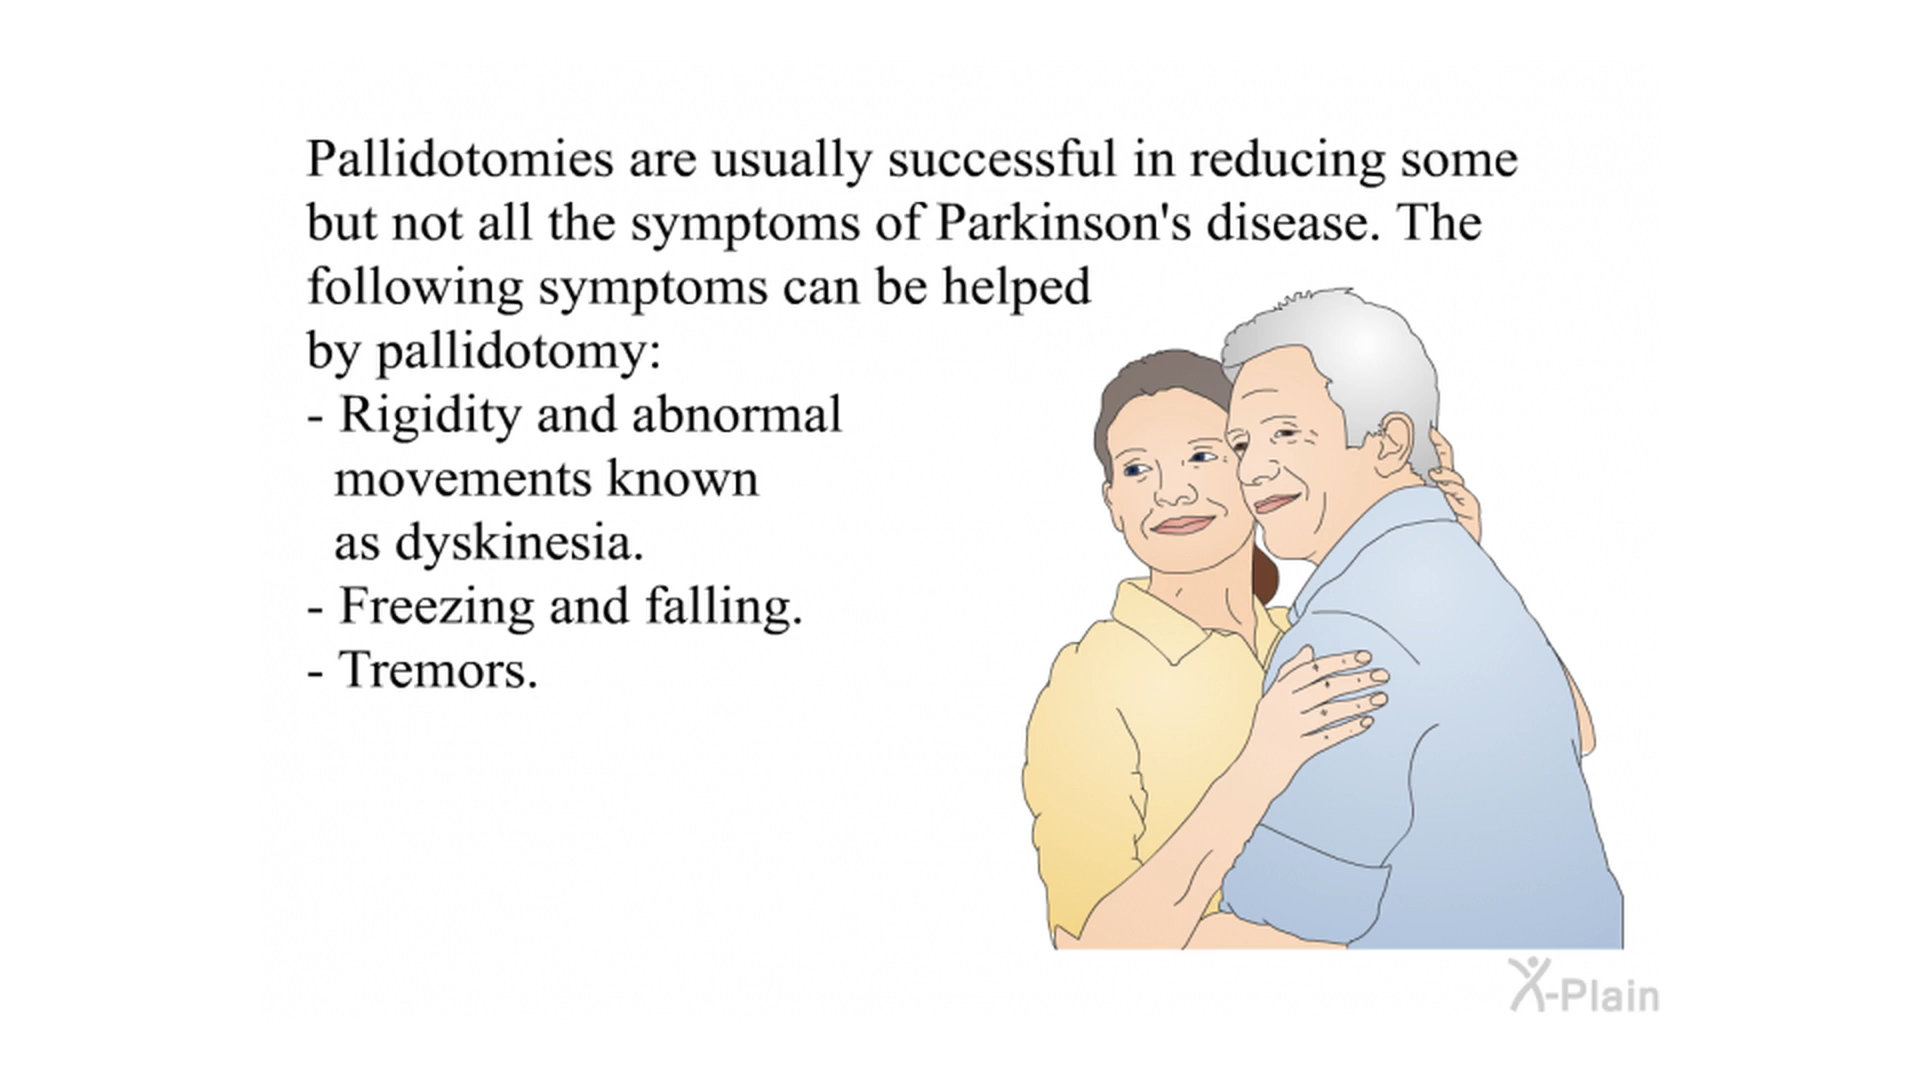 Pallidotomies are usually successful in reducing some
but not all the symptoms of Parkinson's disease. The
following symptoms can be helped
by pallidotomy:
- Rigidity and abnormal
movements known
as dyskinesia.
- Freezing and falling.
- Tremors.
X-Plain